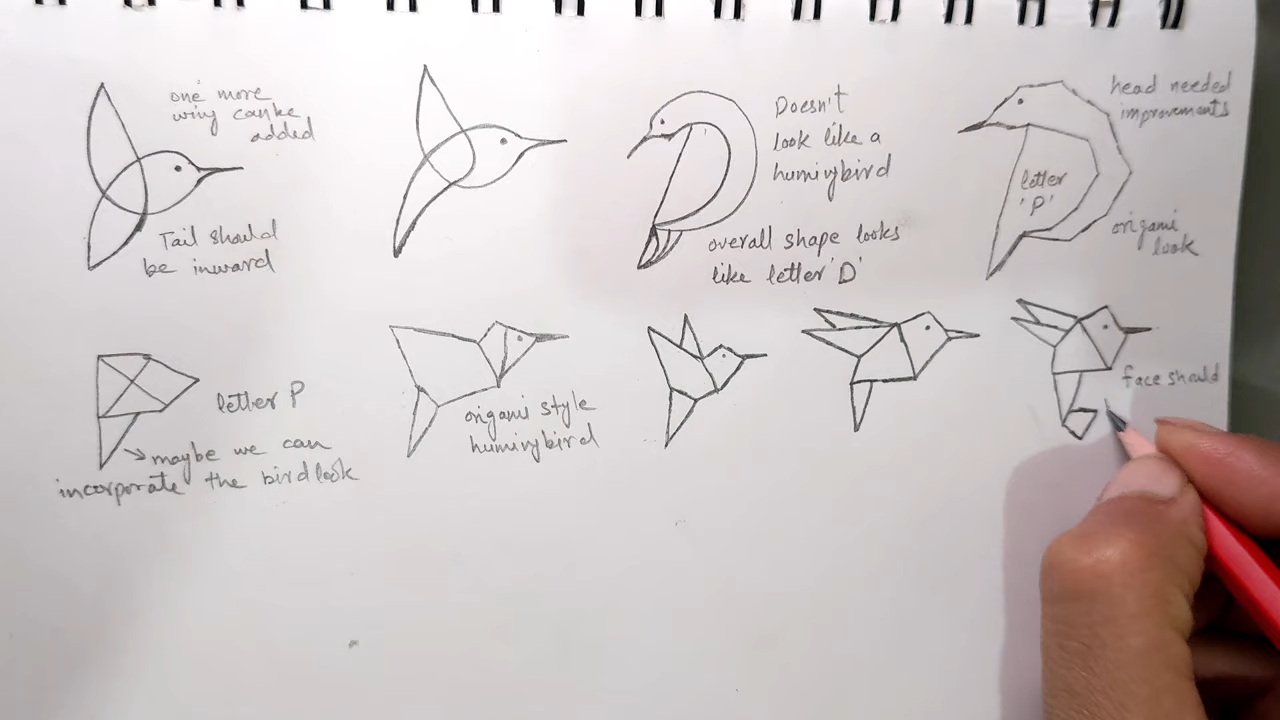 one more
wing can be
added
Tail should
be inward
Doesn't
look like a
humingbird
overall shape looks
like letter 'D'
head needed
improvements
letter
'P'
origami
look
letter P
maybe we can
incorporate the bird look
origami style
humingbird
face should